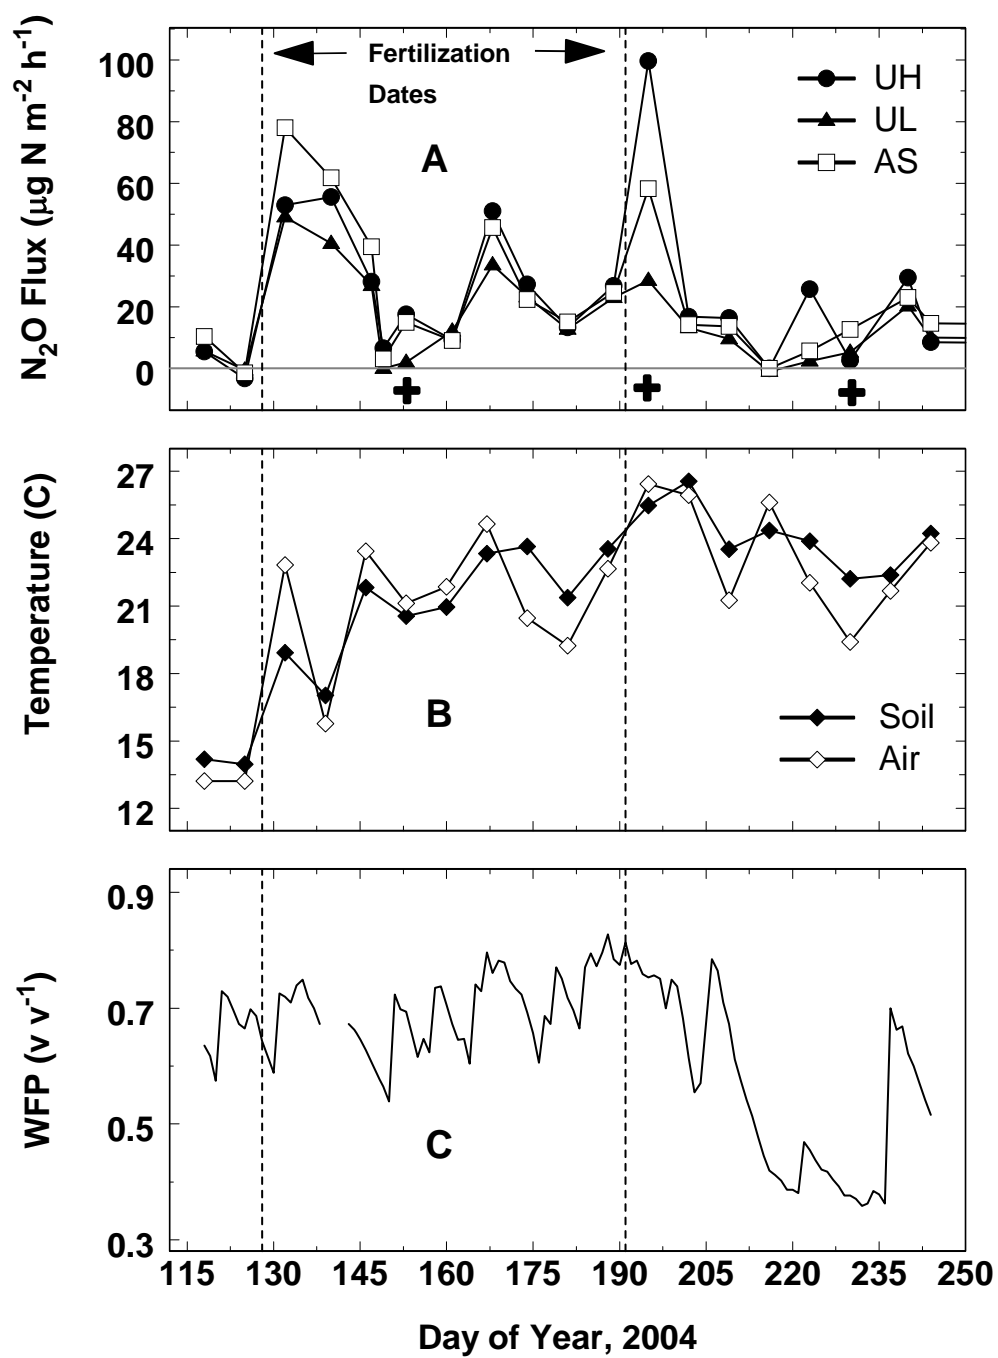 N2O Flux (μg N m-2 h-1)
100
80
60
40
20
0
Fertilization
Dates
A
UH
UL
AS
Temperature (C)
27
24
21
18
15
12
B
Soil
Air
WFP (v v-1)
0.9
0.7
0.5
0.3
C
115 130 145 160 175 190 205 220 235 250
Day of Year, 2004